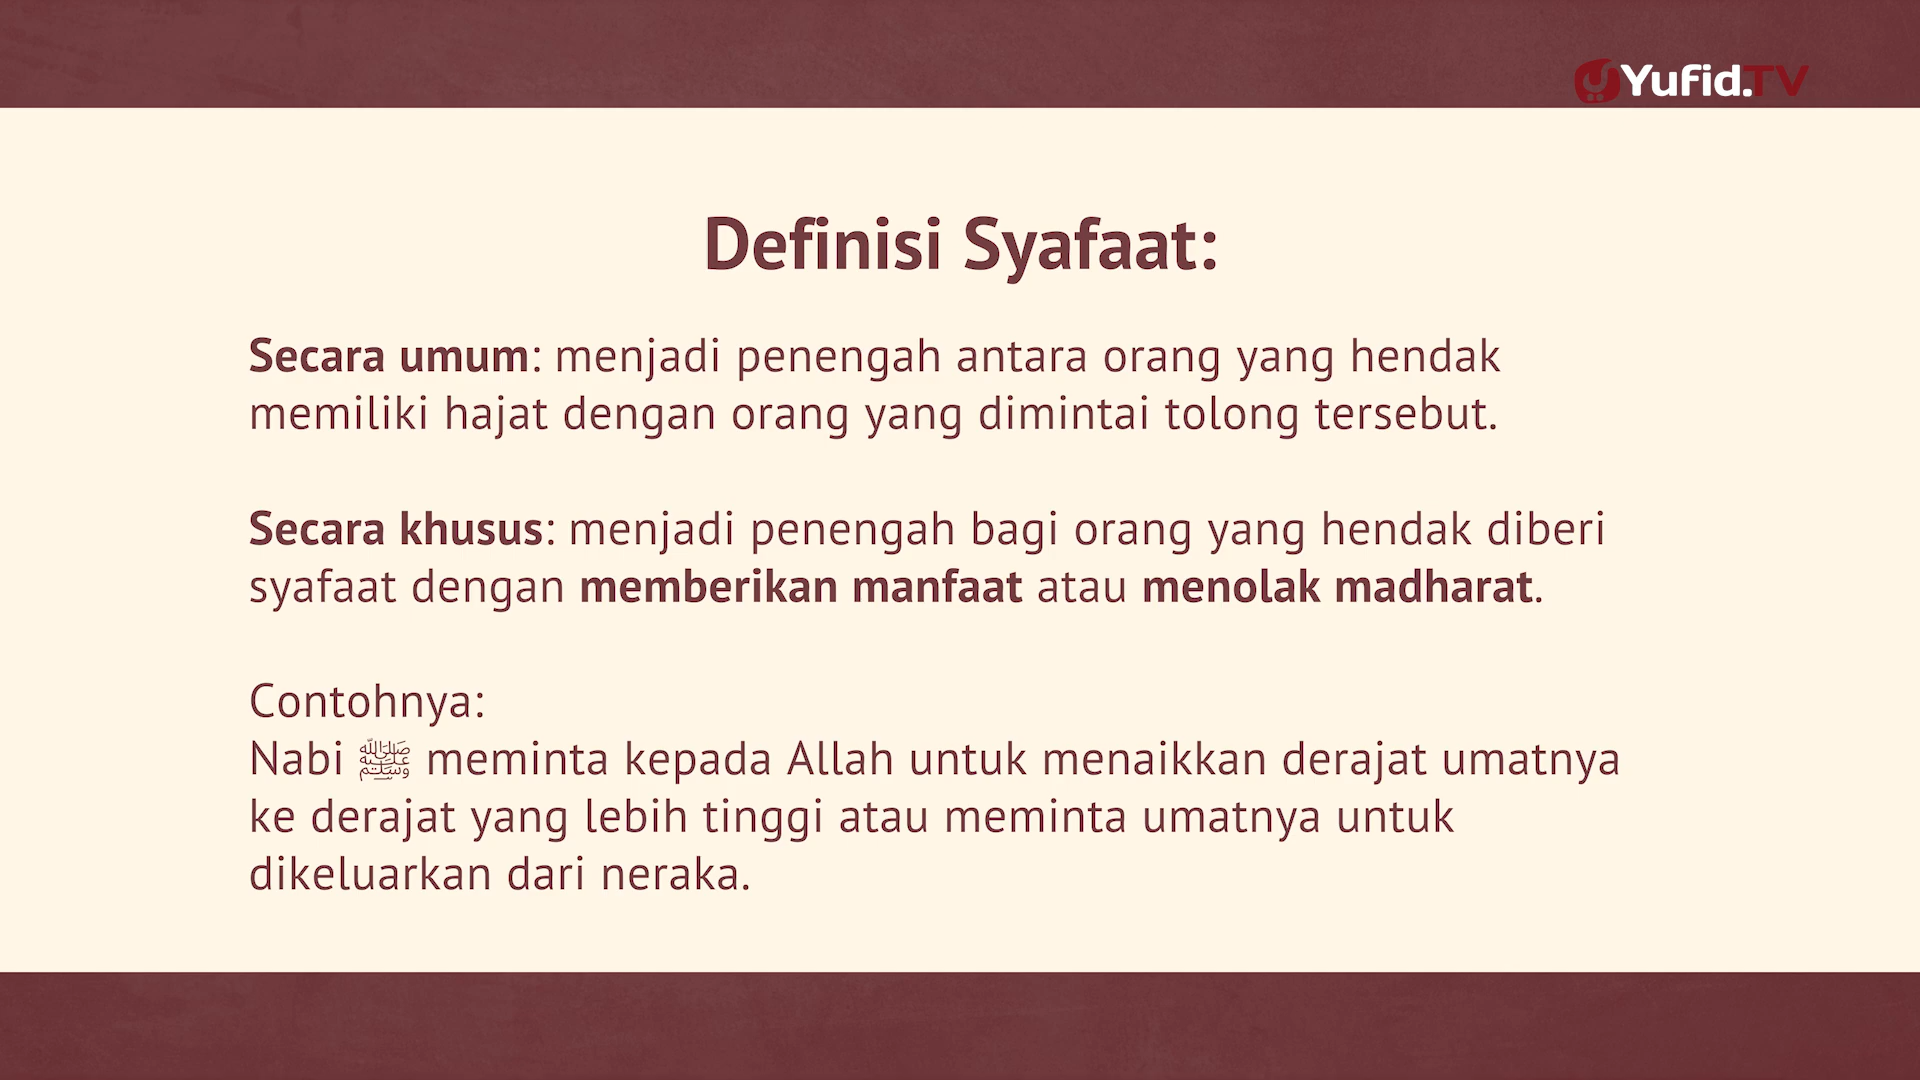 Yufid.TV
Definisi Syafaat:
Secara umum: menjadi penengah antara orang yang hendak
memiliki hajat dengan orang yang dimintai tolong tersebut.
Secara khusus: menjadi penengah bagi orang yang hendak diberi
syafaat dengan memberikan manfaat atau menolak madharat.
Contohnya:
Nabi ﷺ meminta kepada Allah untuk menaikkan derajat umatnya
ke derajat yang lebih tinggi atau meminta umatnya untuk
dikeluarkan dari neraka.